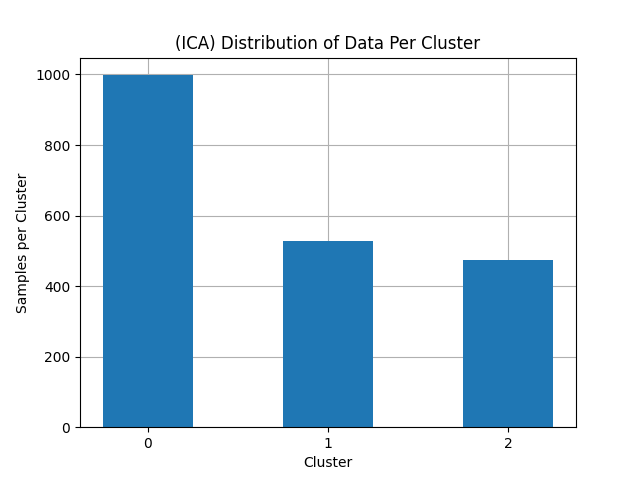 (ICA) Distribution of Data Per Cluster
1000
800
600
400
200
0
Samples per Cluster
0 1 2
Cluster